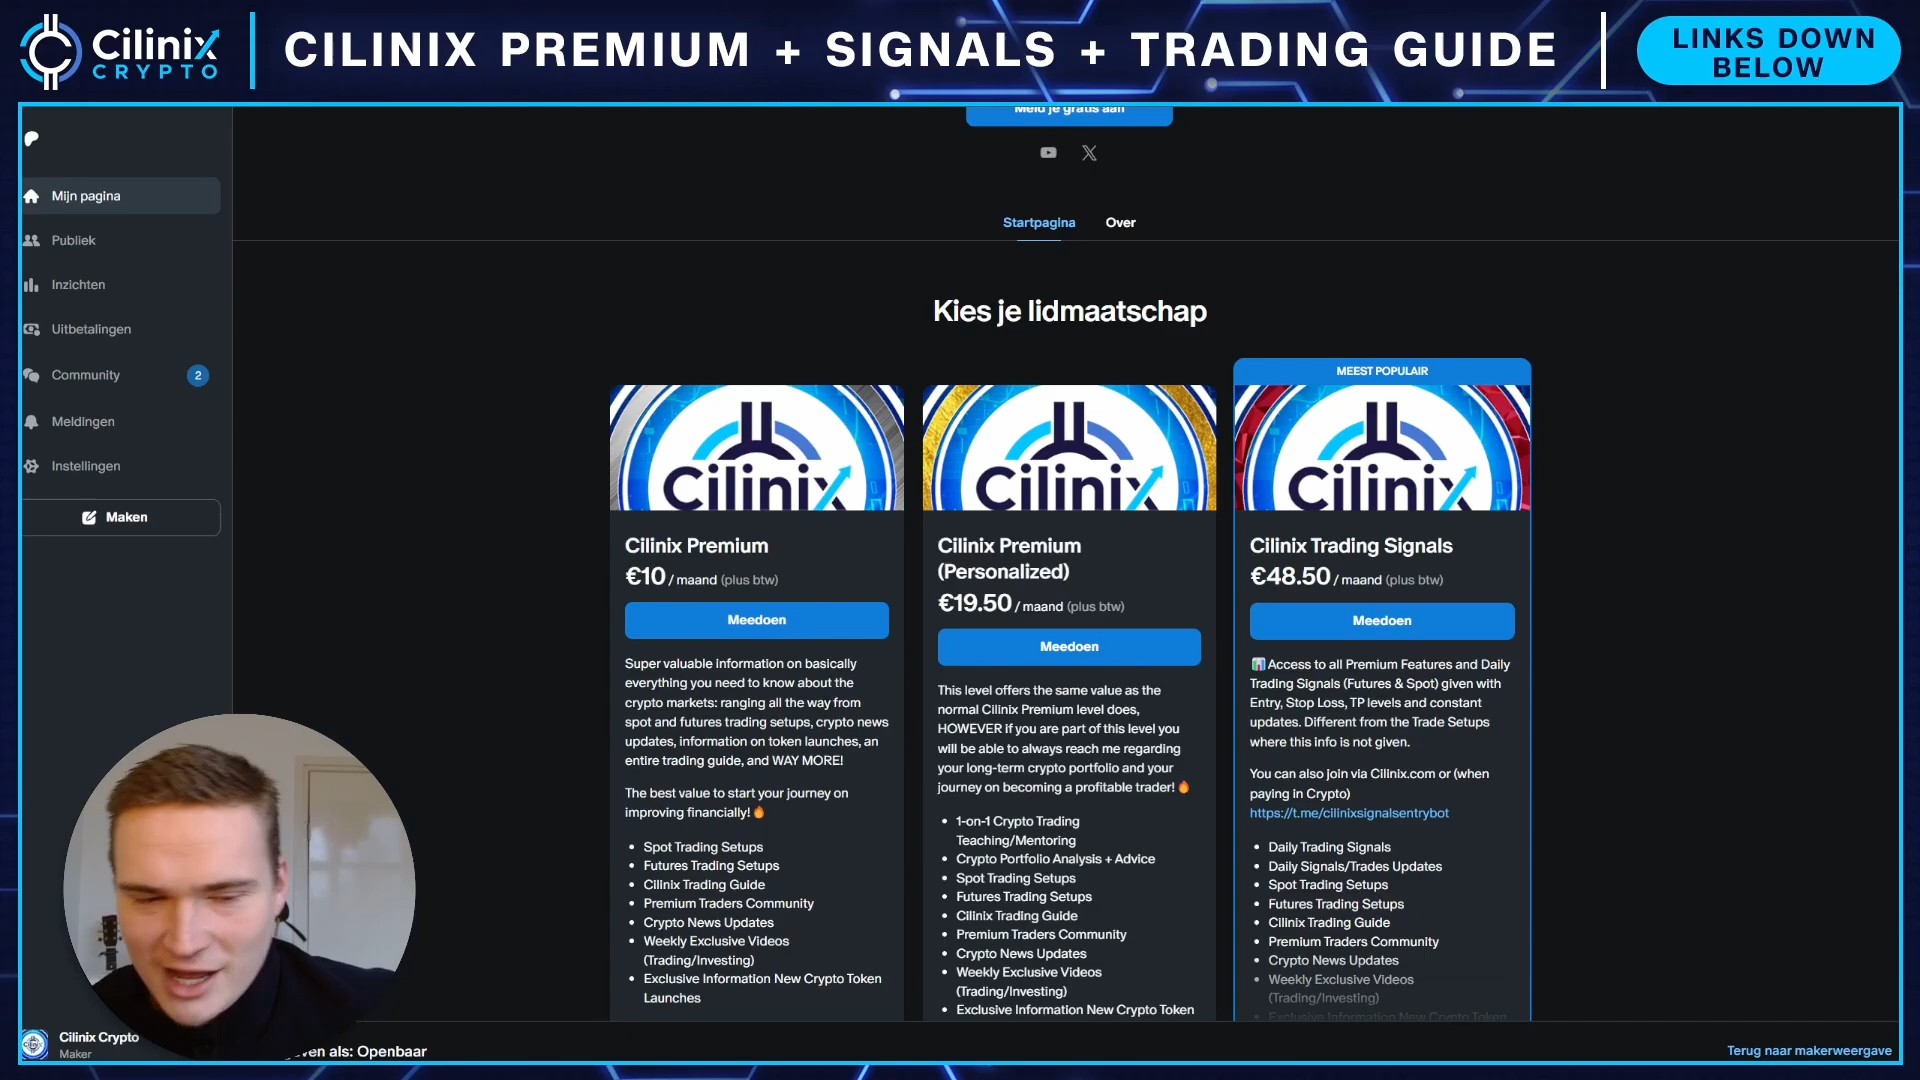 Cilinix
CRYPTO
CILINIX PREMIUM + SIGNALS + TRADING GUIDE
LINKS DOWN
BELOW
Meld je gratis aan
Mijn pagina
Publiek
Inzichten
Uitbetalingen
Community
2
Meldingen
Instellingen
Maken
Startpagina
Over
Kies je lidmaatschap
Cilinix
Cilinix Premium
€10 / maand (plus btw)
Meedoen
Super valuable information on basically
everything you need to know about the
crypto markets: ranging all the way from
spot and futures trading setups, crypto news
updates, information on token launches, an
entire trading guide, and WAY MORE!
The best value to start your journey on
improving financially!🔥
• Spot Trading Setups
• Futures Trading Setups
• Cilinix Trading Guide
• Premium Traders Community
• Crypto News Updates
• Weekly Exclusive Videos
(Trading/Investing)
• Exclusive Information New Crypto Token
Launches
Cilinix
Cilinix Premium
(Personalized)
€19.50 / maand (plus btw)
Meedoen
This level offers the same value as the
normal Cilinix Premium level does,
HOWEVER if you are part of this level you
will be able to always reach me regarding
your long-term crypto portfolio and your
journey on becoming a profitable trader!🔥
• 1-on-1 Crypto Trading
Teaching/Mentoring
• Crypto Portfolio Analysis + Advice
• Spot Trading Setups
• Futures Trading Setups
• Cilinix Trading Guide
• Premium Traders Community
• Crypto News Updates
• Weekly Exclusive Videos
(Trading/Investing)
• Exclusive Information New Crypto Token
MEEST POPULAIR
Cilinix
Cilinix Trading Signals
€48.50 / maand (plus btw)
Meedoen
📊Access to all Premium Features and Daily
Trading Signals (Futures & Spot) given with
Entry, Stop Loss, TP levels and constant
updates. Different from the Trade Setups
where this info is not given.
You can also join via Cilinix.com or (when
paying in Crypto)
https://t.me/cilinixsignalsentrybot
• Daily Trading Signals
• Daily Signals/Trades Updates
• Spot Trading Setups
• Futures Trading Setups
• Cilinix Trading Guide
• Premium Traders Community
• Crypto News Updates
• Weekly Exclusive Videos
(Trading/Investing)
• Exclusive Information New Crypto Token
Cilinix Crypto
Maker
als: Openbaar
Terug naar makerweergave